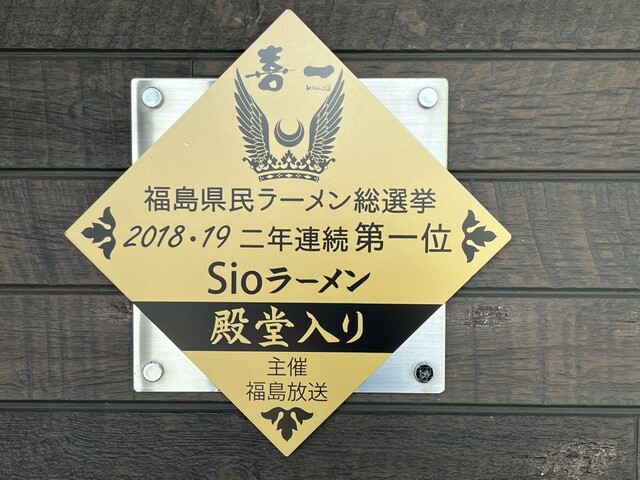 喜一
福島県民ラーメン総選挙
2018・19 二年連続 第一位
Sioラーメン
殿堂入り
主催
福島放送